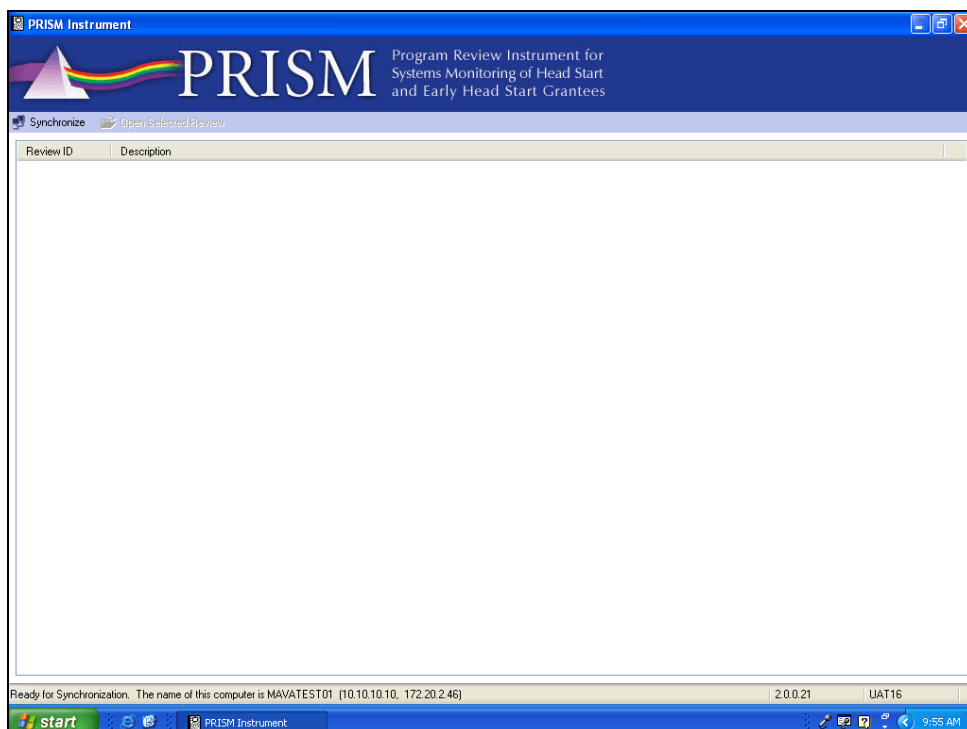 PRISM Instrument
PRISM
Program Review Instrument for
Systems Monitoring of Head Start
and Early Head Start Grantees
Synchronize Open Selected Review
Review ID Description
Ready for Synchronization. The name of this computer is MAVATEST01 (10.10.10.10, 172.20.2.46) 2.0.0.21 UAT16
start PRISM Instrument 9:55 AM